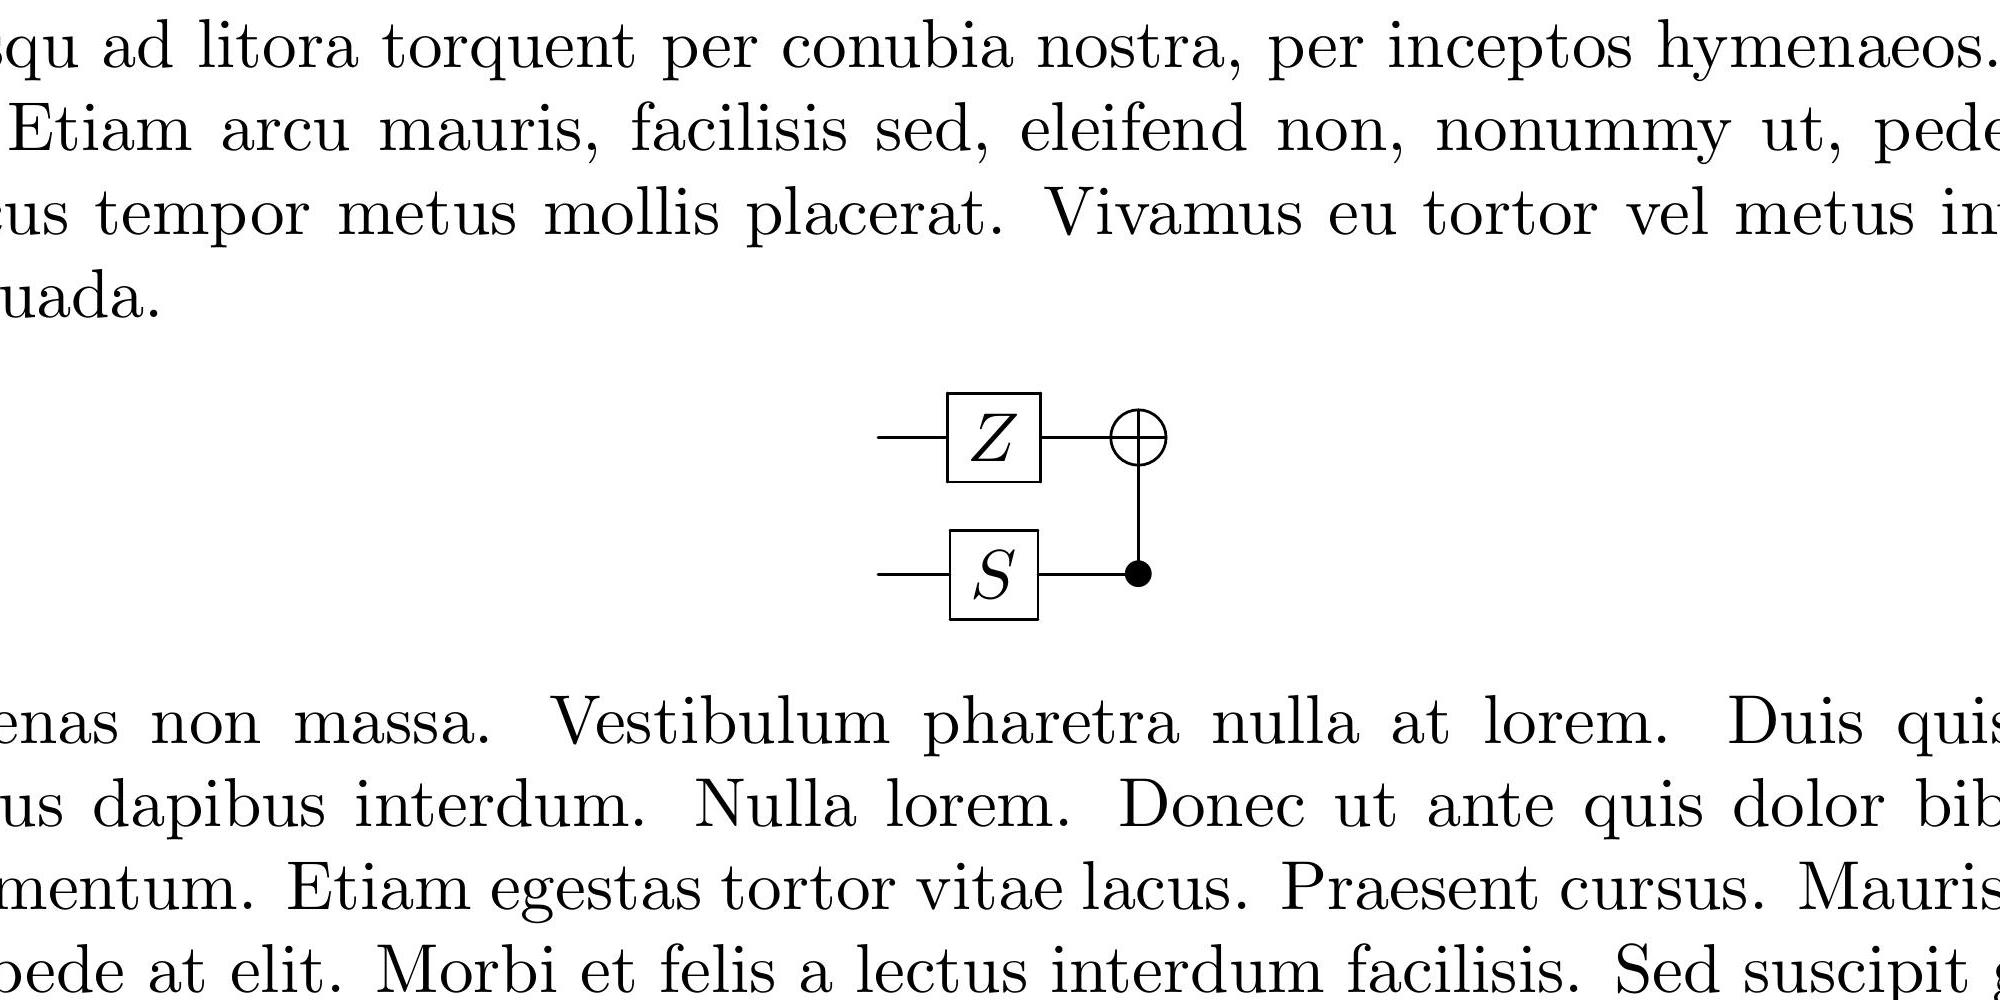 squ ad litora torquent per conubia nostra, per inceptos hymenaeos.
Etiam arcu mauris, facilisis sed, eleifend non, nonummy ut, pede
cus tempor metus mollis placerat. Vivamus eu tortor vel metus in
uada.
Z
S
enas non massa. Vestibulum pharetra nulla at lorem. Duis quis
us dapibus interdum. Nulla lorem. Donec ut ante quis dolor bib
mentum. Etiam egestas tortor vitae lacus. Praesent cursus. Mauris
pede at elit. Morbi et felis a lectus interdum facilisis. Sed suscipit